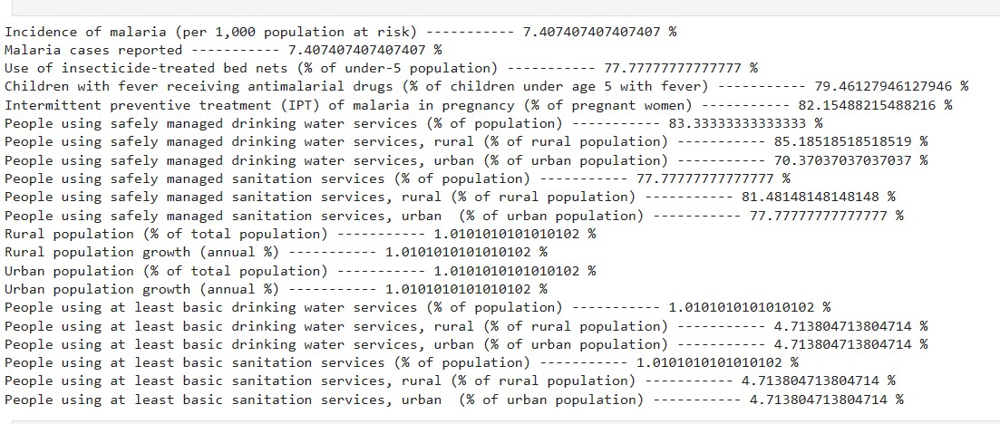 Incidence of malaria (per 1,000 population at risk) ----------- 7.407407407407407 %
Malaria cases reported ----------- 7.407407407407407 %
Use of insecticide-treated bed nets (% of under-5 population) ----------- 77.77777777777777 %
Children with fever receiving antimalarial drugs (% of children under age 5 with fever) ----------- 79.46127946127946 %
Intermittent preventive treatment (IPT) of malaria in pregnancy (% of pregnant women) ----------- 82.15488215488216 %
People using safely managed drinking water services (% of population) ----------- 83.33333333333333 %
People using safely managed drinking water services, rural (% of rural population) ----------- 85.18518518518519 %
People using safely managed drinking water services, urban (% of urban population) ----------- 70.37037037037037 %
People using safely managed sanitation services (% of population) ----------- 77.77777777777777 %
People using safely managed sanitation services, rural (% of rural population) ----------- 81.48148148148148 %
People using safely managed sanitation services, urban  (% of urban population) ----------- 77.77777777777777 %
Rural population (% of total population) ----------- 1.0101010101010102 %
Rural population growth (annual %) ----------- 1.0101010101010102 %
Urban population (% of total population) ----------- 1.0101010101010102 %
Urban population growth (annual %) ----------- 1.0101010101010102 %
People using at least basic drinking water services (% of population) ----------- 1.0101010101010102 %
People using at least basic drinking water services, rural (% of rural population) ----------- 4.713804713804714 %
People using at least basic drinking water services, urban (% of urban population) ----------- 4.713804713804714 %
People using at least basic sanitation services (% of population) ----------- 1.0101010101010102 %
People using at least basic sanitation services, rural (% of rural population) ----------- 4.713804713804714 %
People using at least basic sanitation services, urban  (% of urban population) ----------- 4.713804713804714 %